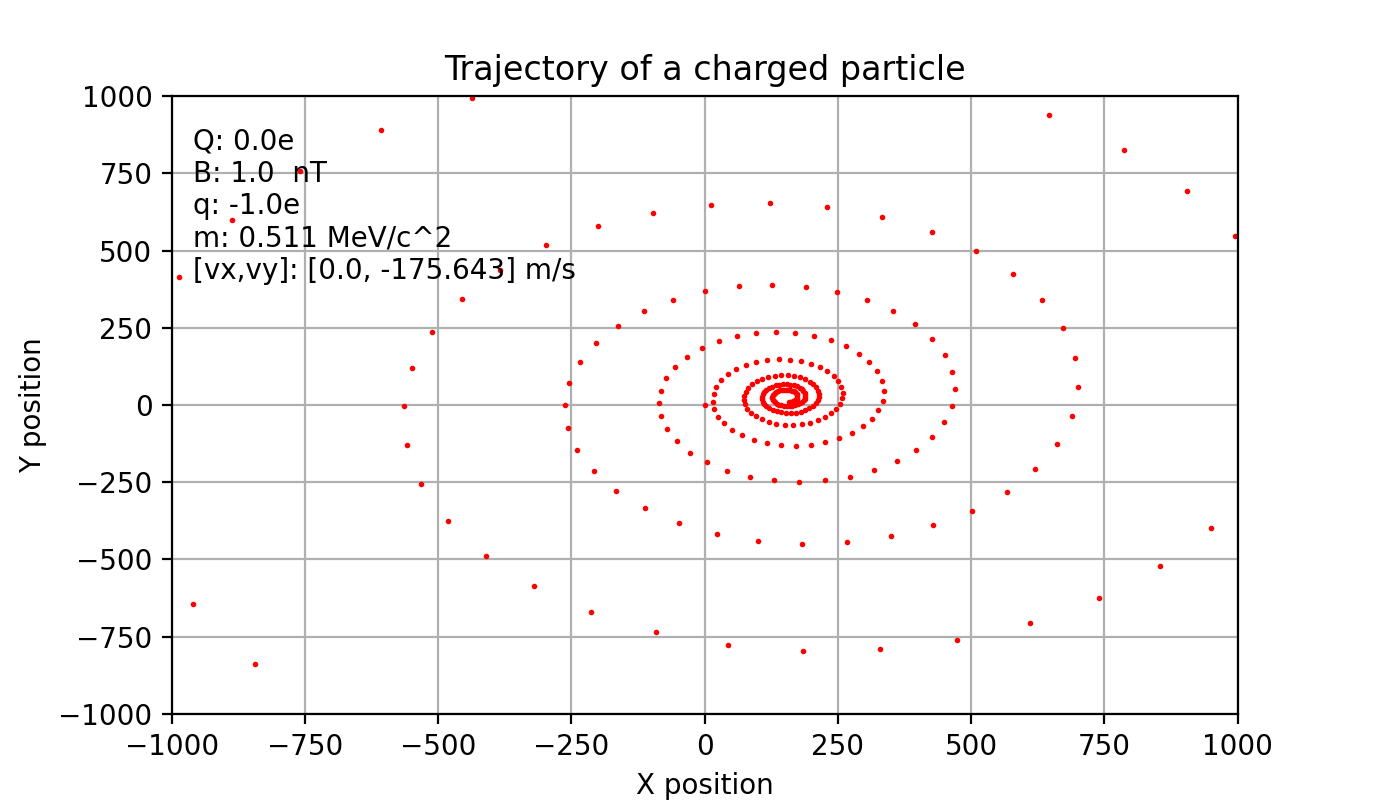 Trajectory of a charged particle
1000
750
500
250
0
−250
−500
−750
−1000
Y position
Q: 0.0e
B: 1.0  nT
q: -1.0e
m: 0.511 MeV/c^2
[vx,vy]: [0.0, -175.643] m/s
−1000 −750 −500 −250 0 250 500 750 1000
X position